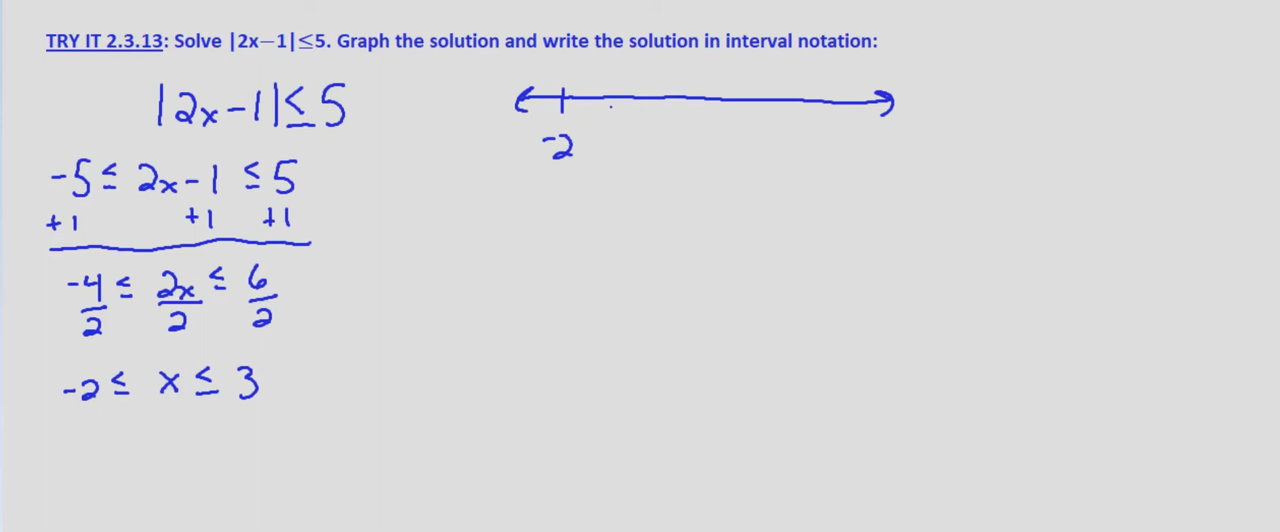 TRY IT 2.3.13: Solve |2x−1|≤5. Graph the solution and write the solution in interval notation:
|2x-1|≤5
-2
-5≤ 2x-1 ≤5
+1 +1 +1
-4/2 ≤ 2x/2 ≤ 6/2
-2≤ x≤ 3